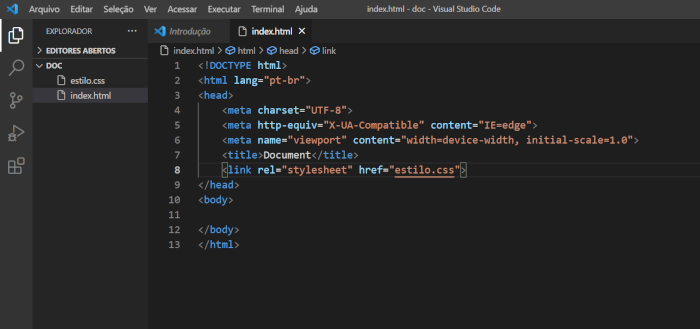 Arquivo Editar Seleção Ver Acessar Executar Terminal Ajuda index.html - doc - Visual Studio Code
EXPLORADOR ...
EDITORES ABERTOS
DOC
estilo.css
index.html
Introdução index.html
index.html > html > head > link
1 <!DOCTYPE html>
2 <html lang="pt-br">
3 <head>
4 <meta charset="UTF-8">
5 <meta http-equiv="X-UA-Compatible" content="IE=edge">
6 <meta name="viewport" content="width=device-width, initial-scale=1.0">
7 <title>Document</title>
8 <link rel="stylesheet" href="estilo.css">
9 </head>
10 <body>
11
12 </body>
13 </html>